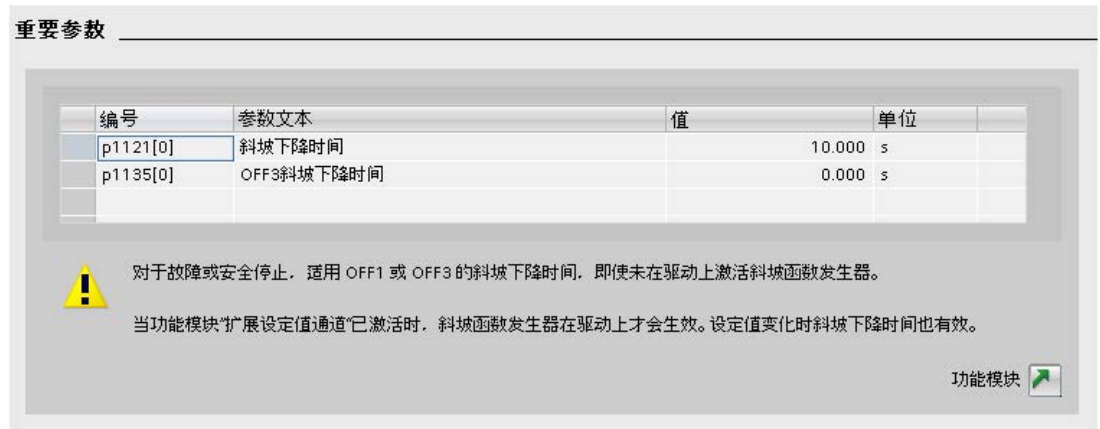 重要参数
编号 参数文本 值 单位
p1121[0] 斜坡下降时间 10.000 s
p1135[0] OFF3斜坡下降时间 0.000 s
对于故障或安全停止，适用 OFF1 或 OFF3 的斜坡下降时间，即使未在驱动上激活斜坡函数发生器。
当功能模块“扩展设定值通道”已激活时，斜坡函数发生器在驱动上才会生效。设定值变化时斜坡下降时间也有效。
功能模块